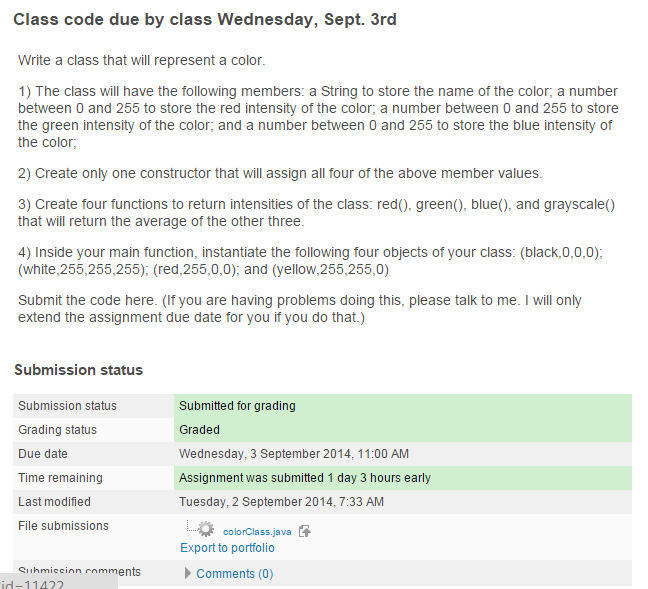 Class code due by class Wednesday, Sept. 3rd
Write a class that will represent a color.
1) The class will have the following members: a String to store the name of the color; a number
between 0 and 255 to store the red intensity of the color; a number between 0 and 255 to store
the green intensity of the color; and a number between 0 and 255 to store the blue intensity of
the color;
2) Create only one constructor that will assign all four of the above member values.
3) Create four functions to return intensities of the class: red(), green(), blue(), and grayscale()
that will return the average of the other three.
4) Inside your main function, instantiate the following four objects of your class: (black,0,0,0);
(white,255,255,255); (red,255,0,0); and (yellow,255,255,0)
Submit the code here. (If you are having problems doing this, please talk to me. I will only
extend the assignment due date for you if you do that.)
Submission status
Submission status Submitted for grading
Grading status Graded
Due date Wednesday, 3 September 2014, 11:00 AM
Time remaining Assignment was submitted 1 day 3 hours early
Last modified Tuesday, 2 September 2014, 7:33 AM
File submissions colorClass.java
Export to portfolio
Submission comments Comments (0)
id=11422